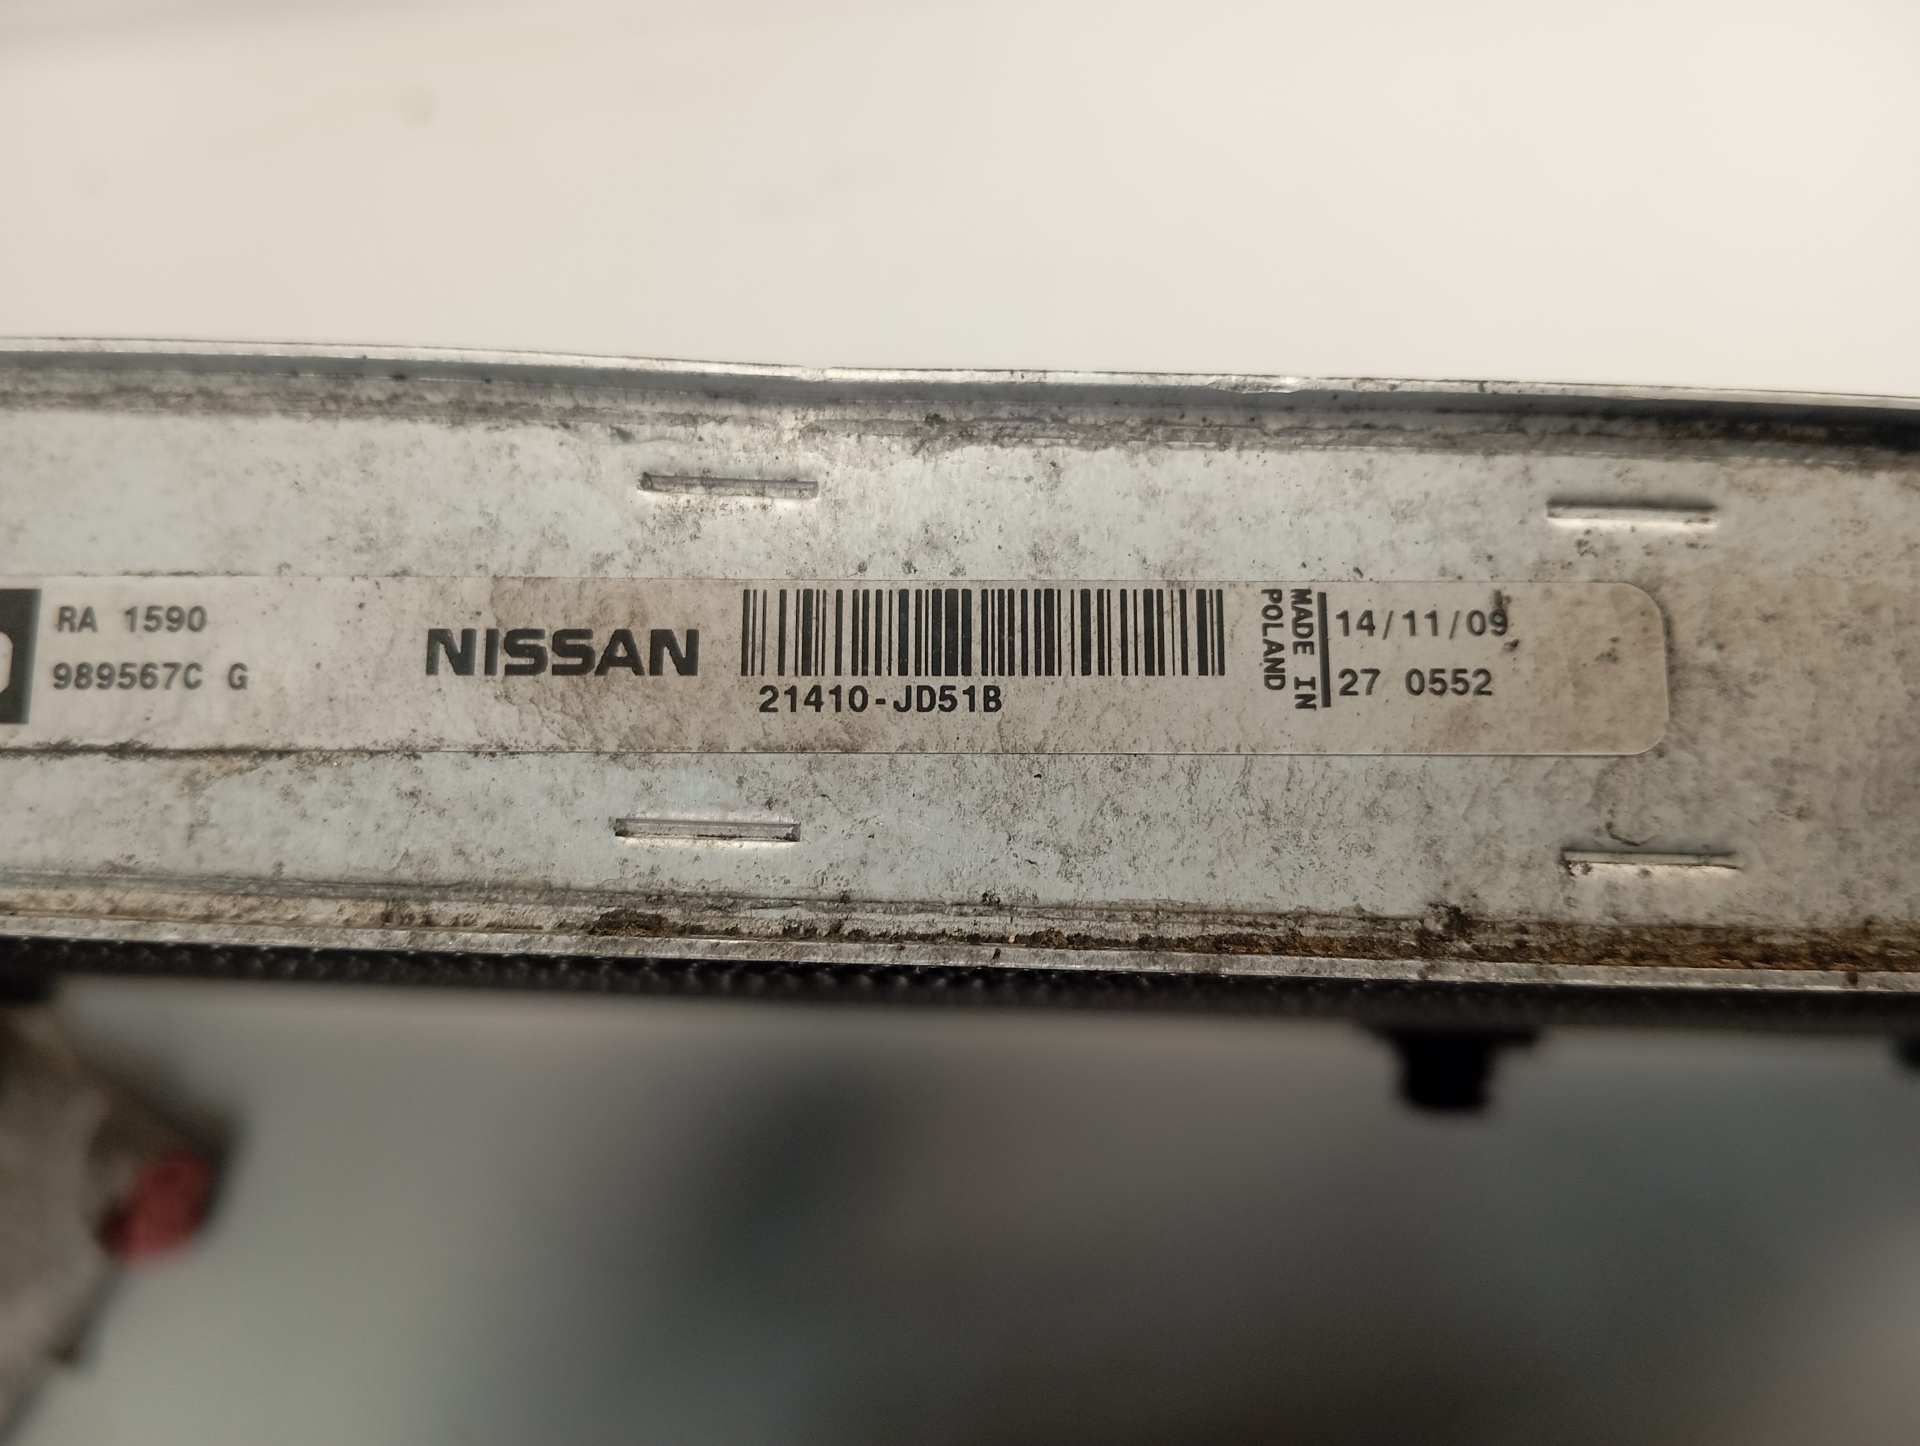 RA 1590
989567C G
NISSAN
21410-JD51B
MADE IN
POLAND
14/11/09
27 0552